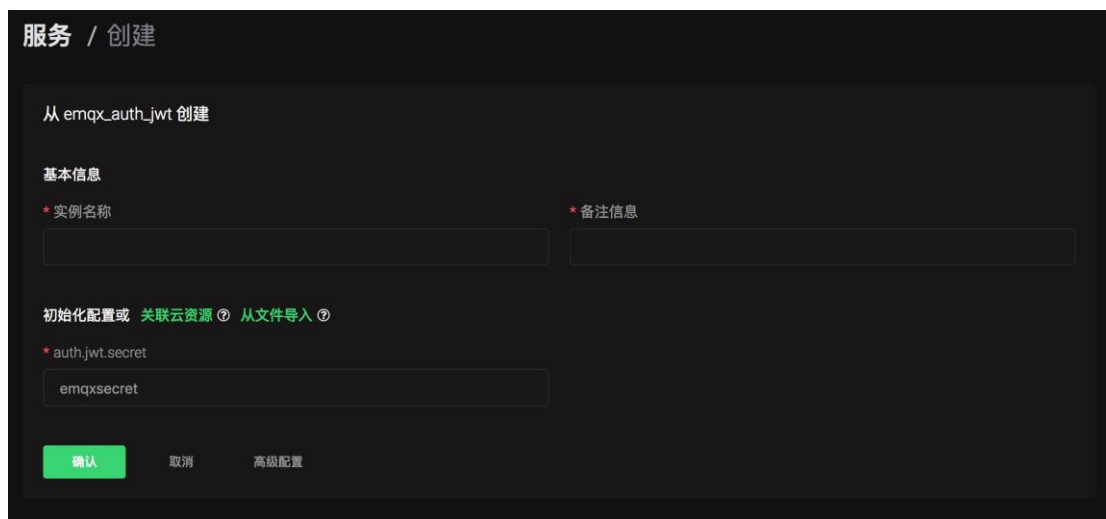 服务 / 创建
从 emqx_auth_jwt 创建
基本信息
* 实例名称
* 备注信息
初始化配置或 关联云资源 ? 从文件导入 ?
* auth.jwt.secret
emqxsecret
确认 取消 高级配置